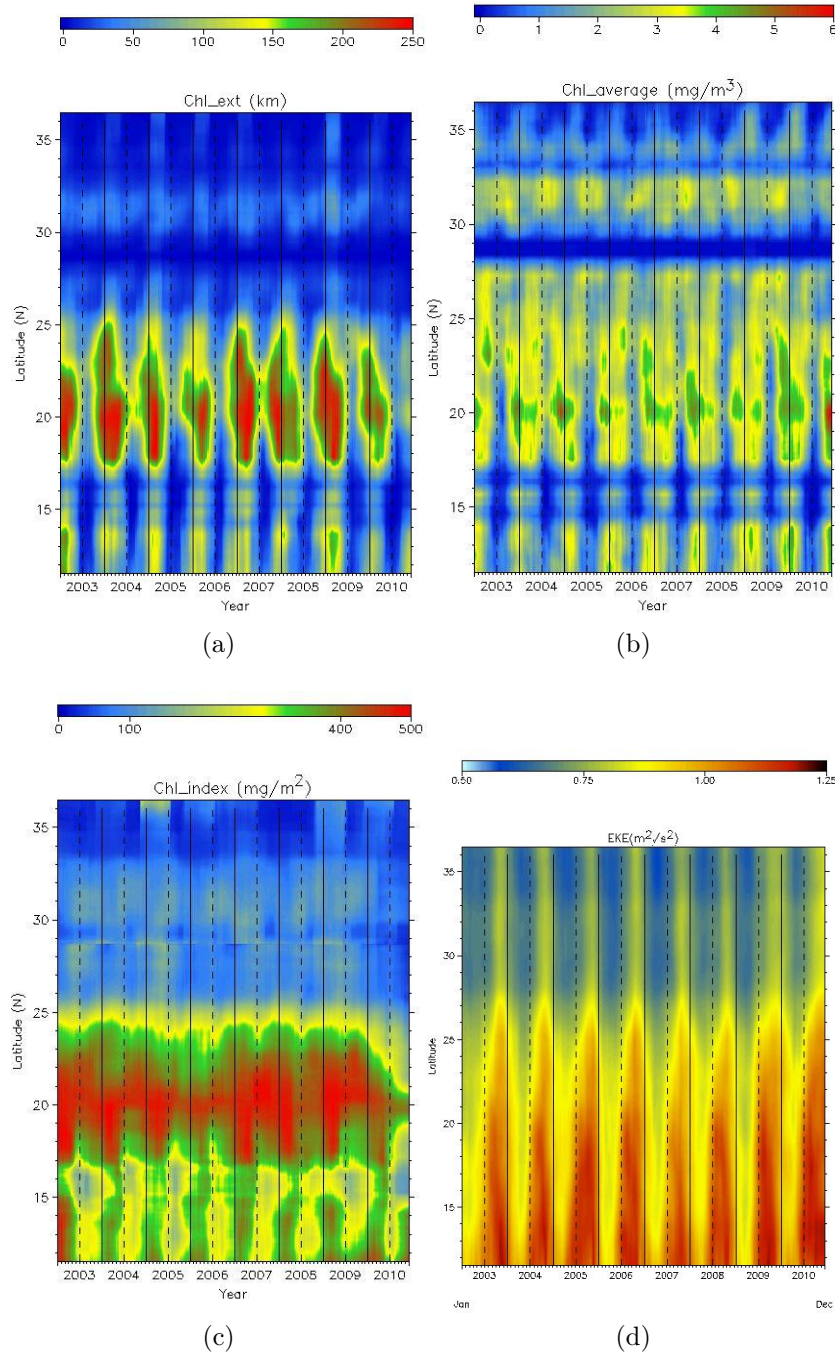 0 50 100 150 200 250
Chl_ext (km)
35
30
25
20
15
Latitude (N)
2003 2004 2005 2006 2007 2008 2009 2010
Year
(a)
0 1 2 3 4 5 6
Chl_average (mg/m³)
35
30
25
20
15
Latitude (N)
2003 2004 2005 2006 2007 2008 2009 2010
Year
(b)
0 100 400 500
Chl_index (mg/m²)
35
30
25
20
15
Latitude (N)
2003 2004 2005 2006 2007 2008 2009 2010
Year
(c)
0.50 0.75 1.00 1.25
EKE(m²/s²)
35
30
25
20
15
Latitude
2003 2004 2005 2006 2007 2008 2009 2010
Jan Dec
(d)